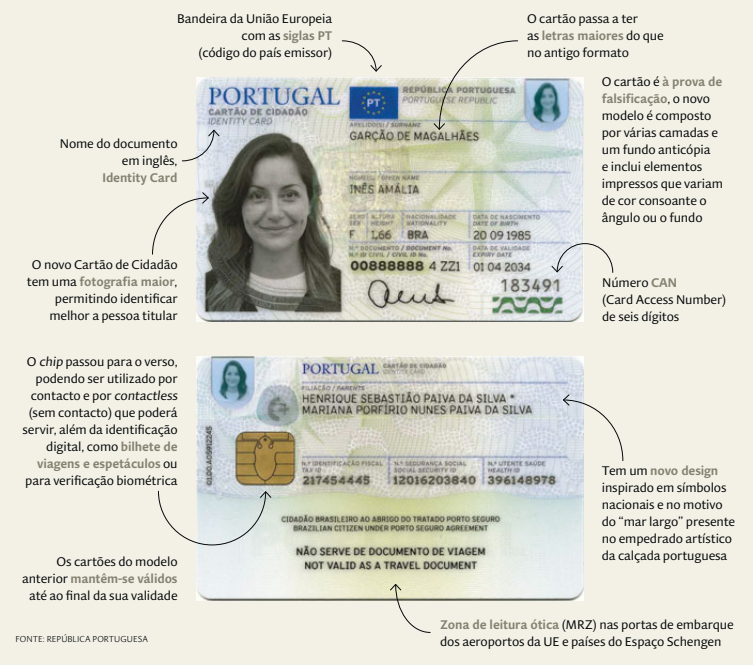 Bandeira da União Europeia
com as siglas PT
(código do país emissor)
O cartão passa a ter
as letras maiores do que
no antigo formato
PORTUGAL
CARTÃO DE CIDADÃO
IDENTITY CARD
PT
REPÚBLICA PORTUGUESA
PORTUGUESE REPUBLIC
APELIDO(S) / SURNAME
GARÇÃO DE MAGALHÃES
NOME(S) / GIVEN NAME
INÊS AMÁLIA
SEXO ALTURA NACIONALIDADE DATA DE NASCIMENTO
SEX HEIGHT NATIONALITY DATE OF BIRTH
F 1,66 BRA 20 09 1985
N.º DOCUMENTO / DOCUMENT No. DATA DE VALIDADE
N.º ID CIVIL / CIVIL ID No. EXPIRY DATE
00888888 4 ZZ1 01 04 2034
183491
Nome do documento
em inglês,
Identity Card
O novo Cartão de Cidadão
tem uma fotografia maior,
permitindo identificar
melhor a pessoa titular
O cartão é à prova de
falsificação, o novo
modelo é composto
por várias camadas e
um fundo anticópia
e inclui elementos
impressos que variam
de cor consoante o
ângulo ou o fundo
Número CAN
(Card Access Number)
de seis dígitos
O chip passou para o verso,
podendo ser utilizado por
contacto e por contactless
(sem contacto) que poderá
servir, além da identificação
digital, como bilhete de
viagens e espetáculos ou
para verificação biométrica
Os cartões do modelo
anterior mantêm-se válidos
até ao final da sua validade
PORTUGAL CARTÃO DE CIDADÃO
IDENTITY CARD
FILIAÇÃO / PARENTS
HENRIQUE SEBASTIÃO PAIVA DA SILVA *
MARIANA PORFÍRIO NUNES PAIVA DA SILVA
N.º IDENTIFICAÇÃO FISCAL N.º SEGURANÇA SOCIAL N.º UTENTE SAÚDE
TAX ID SOCIAL SECURITY ID HEALTH ID
217454445 12016203840 396148978
CIDADÃO BRASILEIRO AO ABRIGO DO TRATADO PORTO SEGURO
BRAZILIAN CITIZEN UNDER PORTO SEGURO AGREEMENT
NÃO SERVE DE DOCUMENTO DE VIAGEM
NOT VALID AS A TRAVEL DOCUMENT
Tem um novo design
inspirado em símbolos
nacionais e no motivo
do "mar largo" presente
no empedrado artístico
da calçada portuguesa
Zona de leitura ótica (MRZ) nas portas de embarque
dos aeroportos da UE e países do Espaço Schengen
FONTE: REPÚBLICA PORTUGUESA